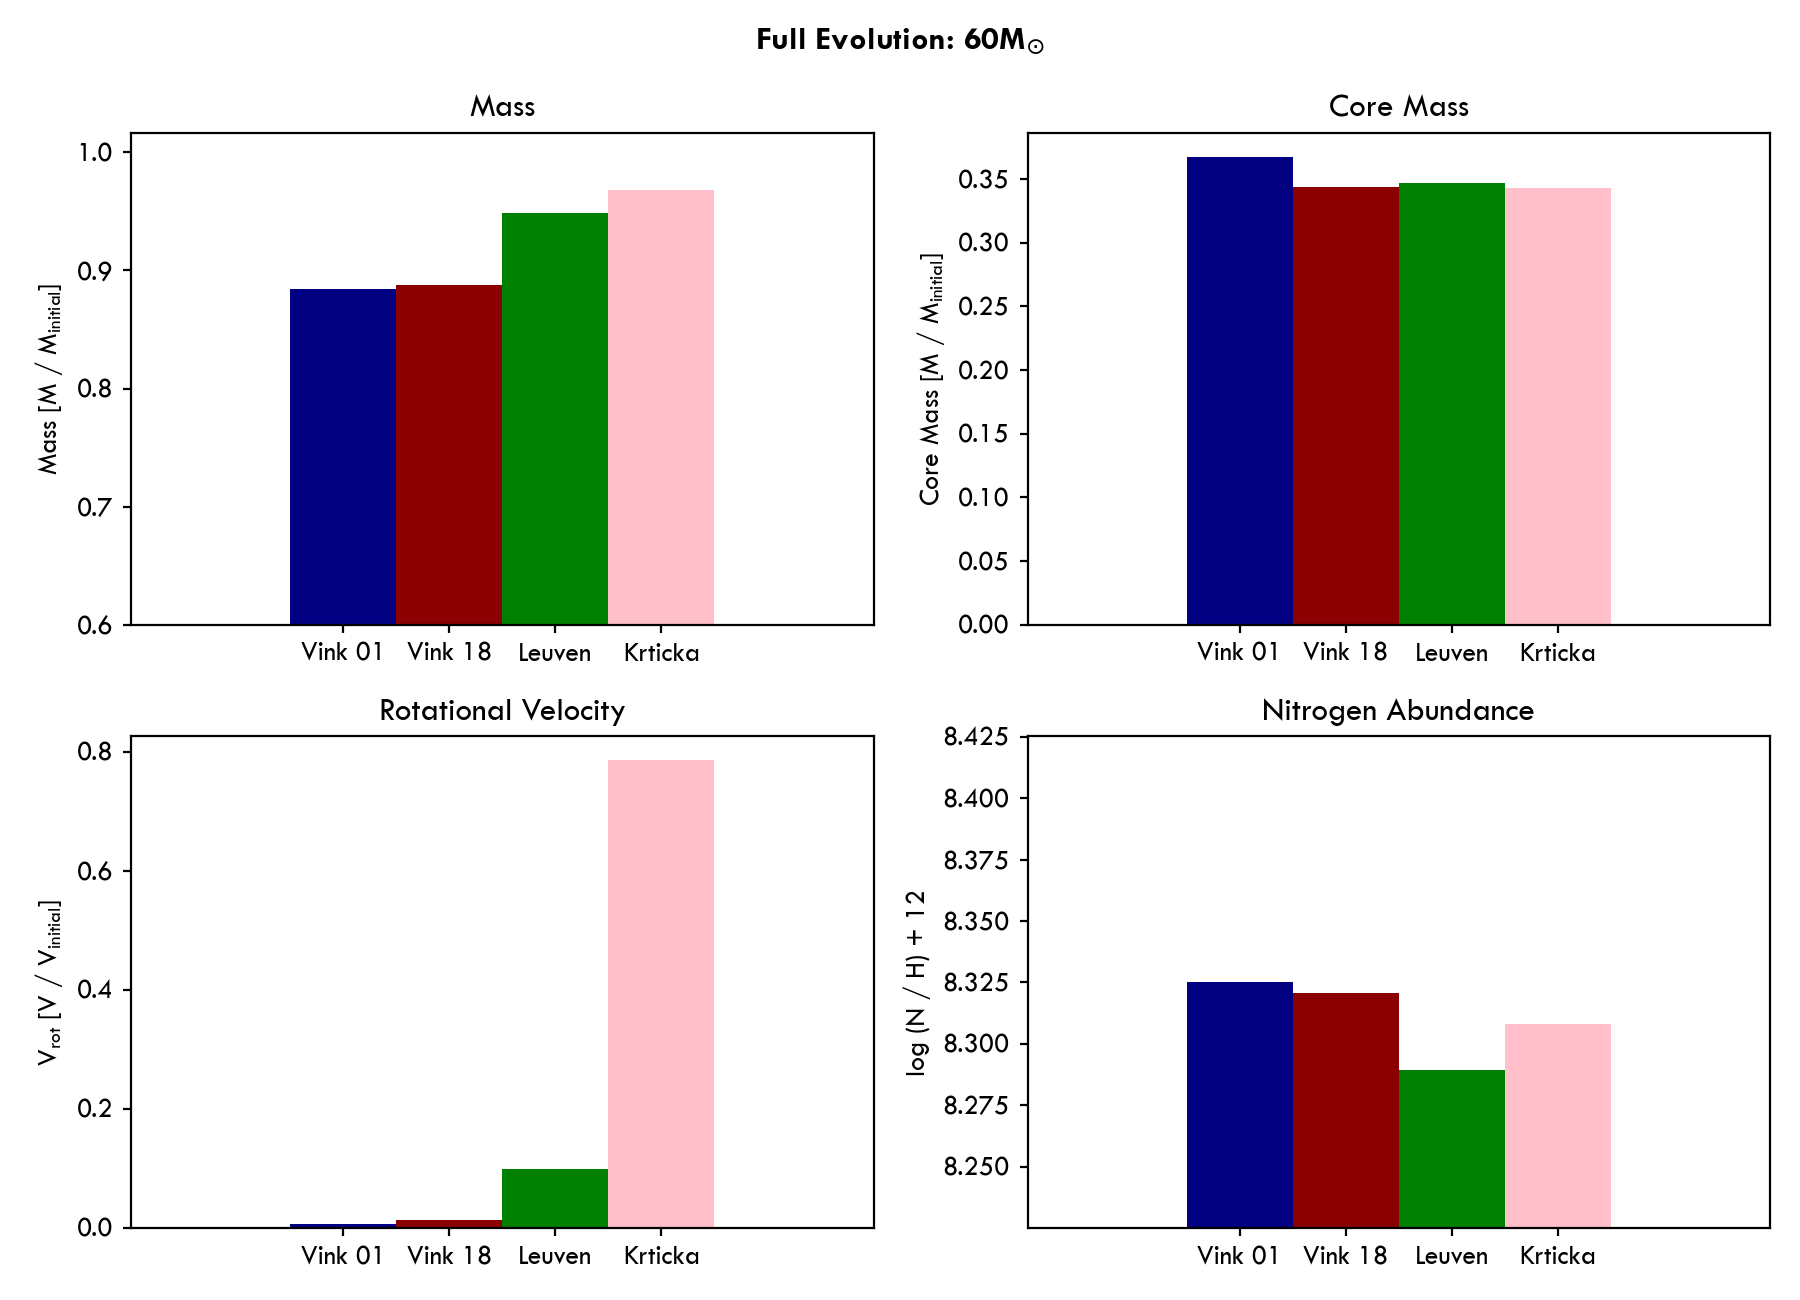 Full Evolution: 60M☉
Mass
1.0
0.9
0.8
0.7
0.6
Mass [M / Minitial]
Vink 01 Vink 18 Leuven Krticka
Core Mass
0.35
0.30
0.25
0.20
0.15
0.10
0.05
0.00
Core Mass [M / Minitial]
Vink 01 Vink 18 Leuven Krticka
Rotational Velocity
0.8
0.6
0.4
0.2
0.0
Vrot [V / Vinitial]
Vink 01 Vink 18 Leuven Krticka
Nitrogen Abundance
8.425
8.400
8.375
8.350
8.325
8.300
8.275
8.250
log (N / H) + 12
Vink 01 Vink 18 Leuven Krticka